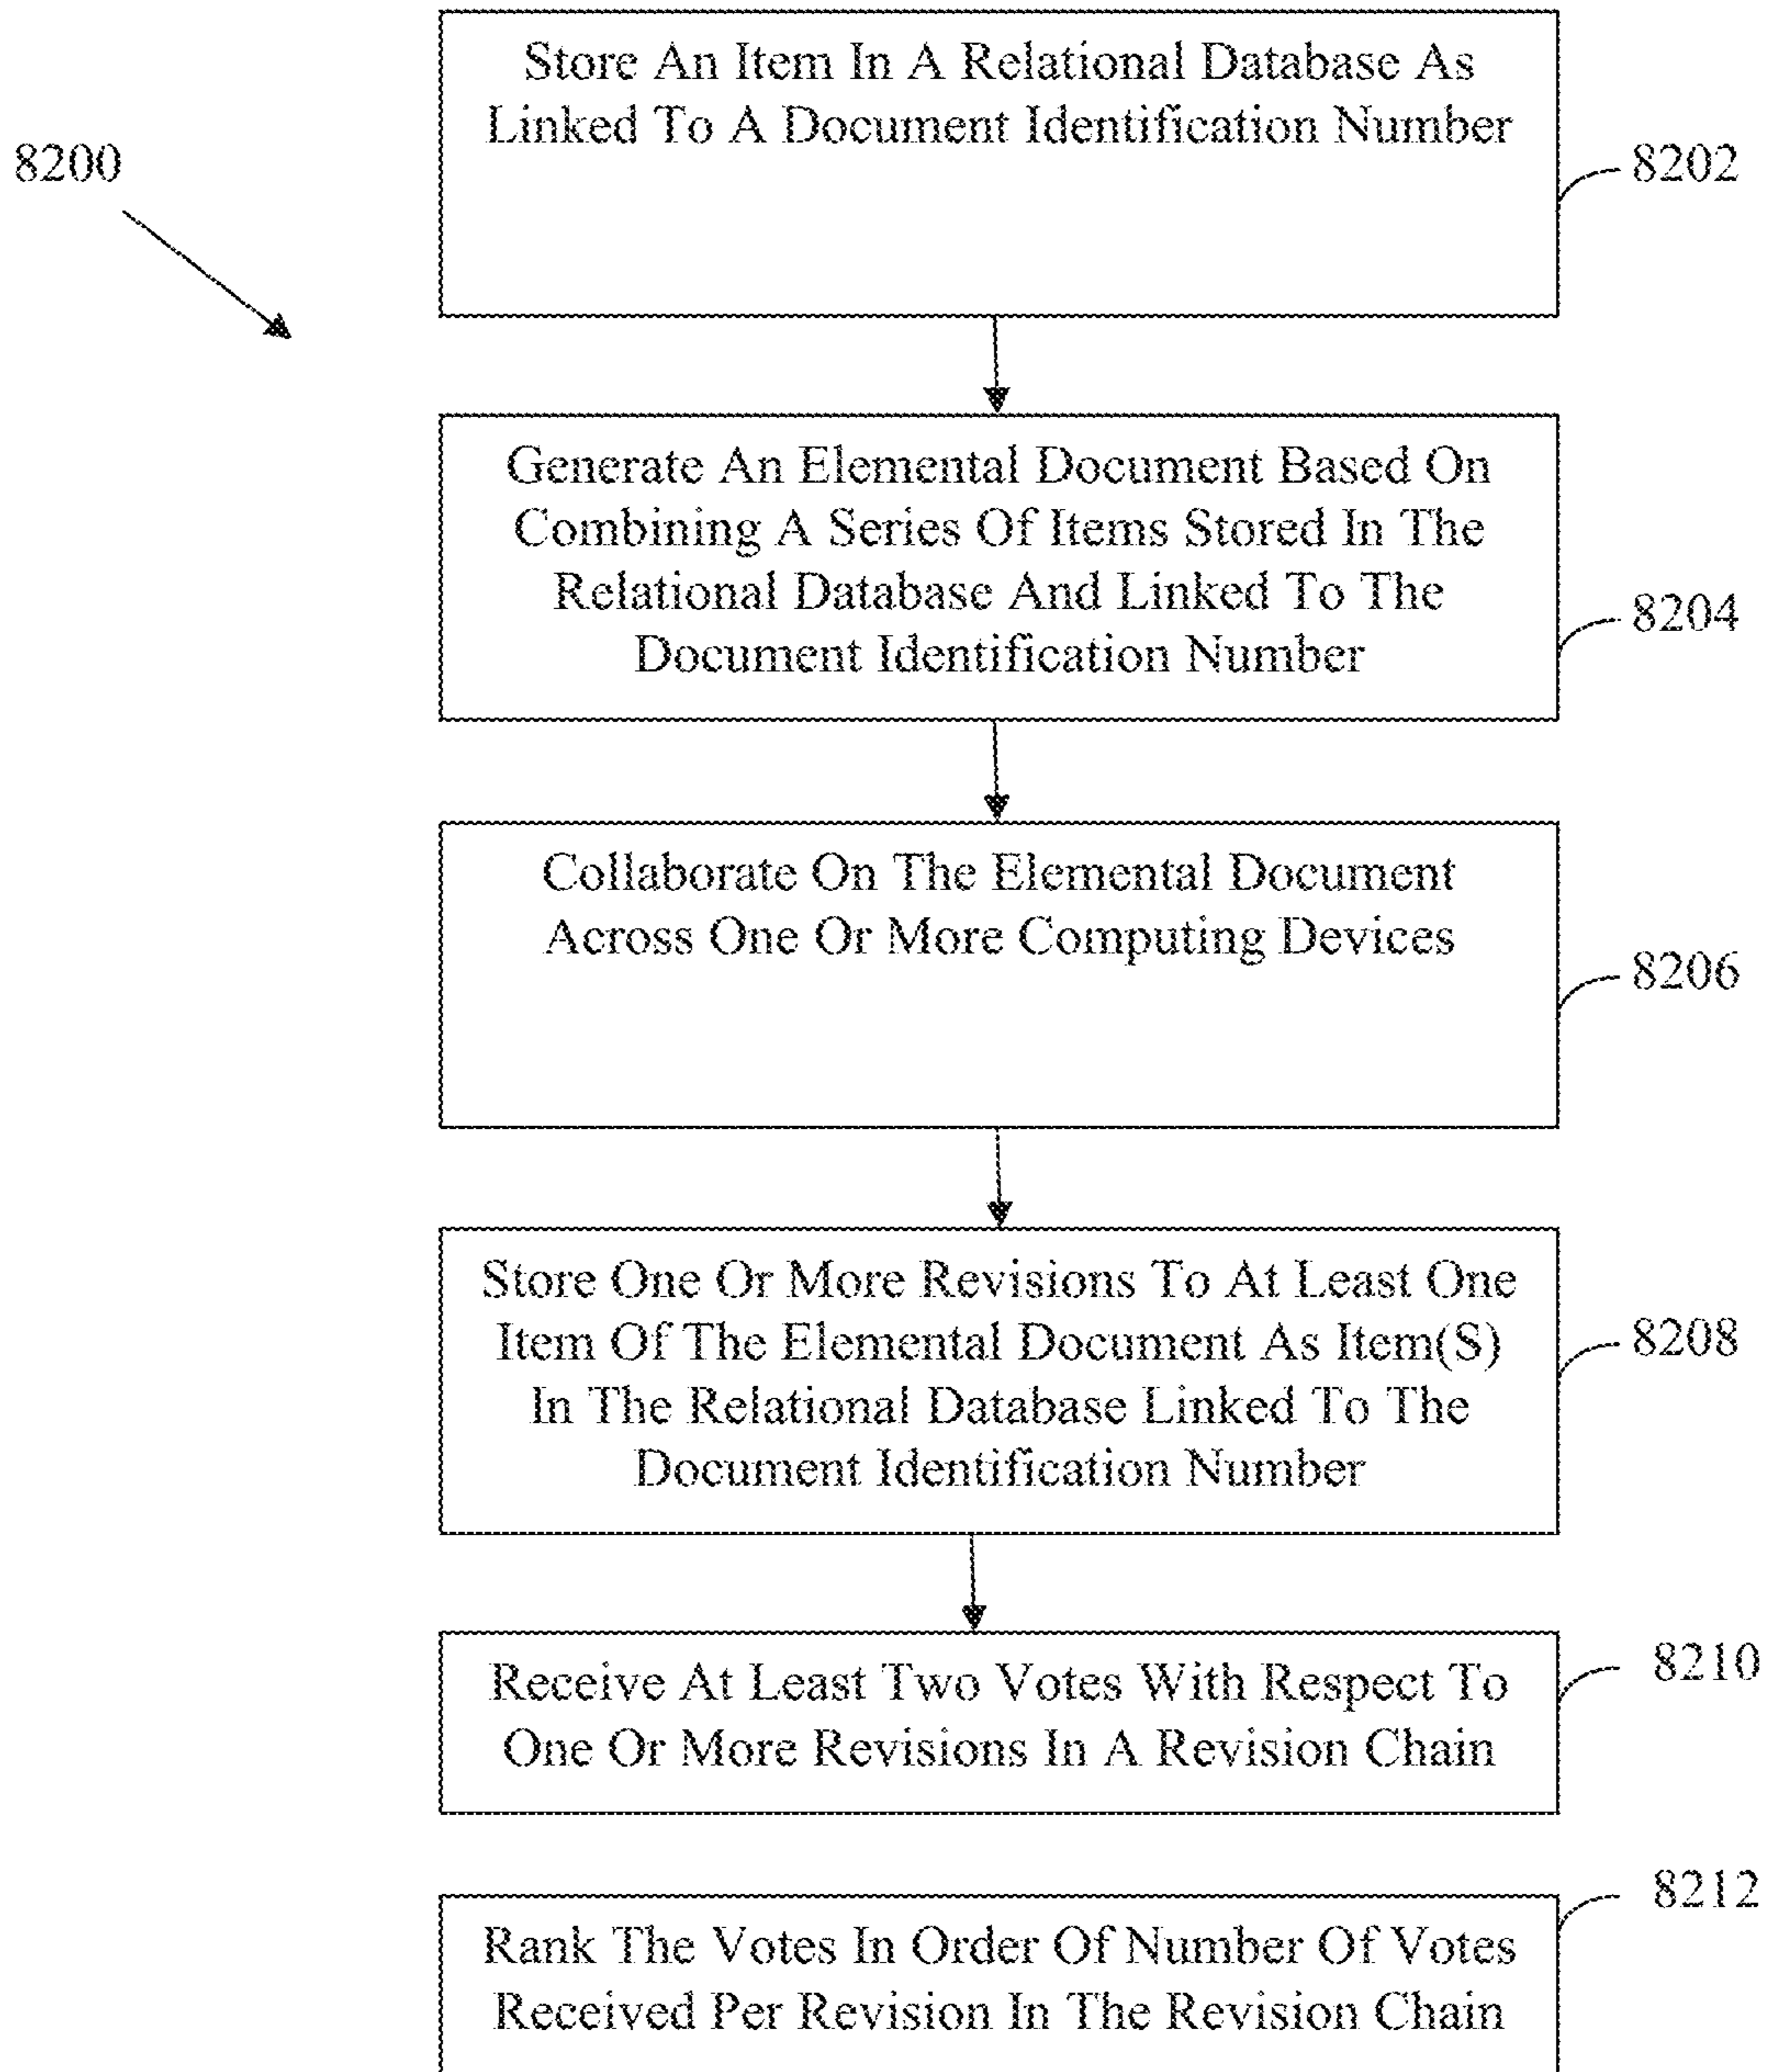 Store An Item In A Relational Database As
Linked To A Document Identification Number
8200
8202
Generate An Elemental Document Based On
Combining A Series Of Items Stored In The
Relational Database And Linked To The
Document Identification Number
8204
Collaborate On The Elemental Document
Across One Or More Computing Devices
8206
Store One Or More Revisions To At Least One
Item Of The Elemental Document As Item(S)
In The Relational Database Linked To The
Document Identification Number
8208
Receive At Least Two Votes With Respect To
One Or More Revisions In A Revision Chain
8210
Rank The Votes In Order Of Number Of Votes
Received Per Revision In The Revision Chain
8212